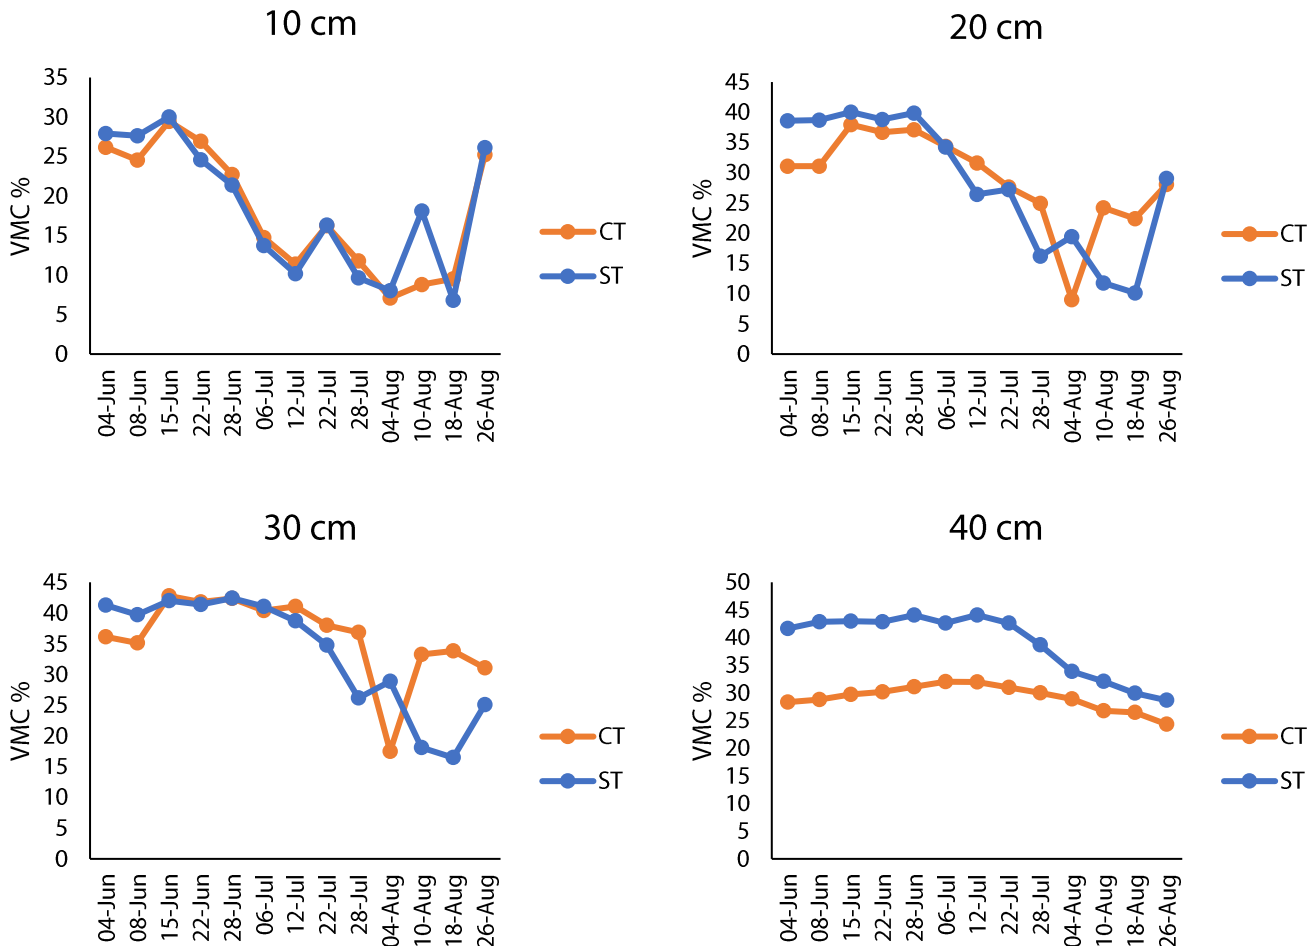 10 cm
35
30
25
20
15
10
5
0
VMC %
04-Jun
08-Jun
15-Jun
22-Jun
28-Jun
06-Jul
12-Jul
22-Jul
28-Jul
04-Aug
10-Aug
18-Aug
26-Aug
CT
ST
20 cm
45
40
35
30
25
20
15
10
5
0
VMC %
04-Jun
08-Jun
15-Jun
22-Jun
28-Jun
06-Jul
12-Jul
22-Jul
28-Jul
04-Aug
10-Aug
18-Aug
26-Aug
CT
ST
30 cm
45
40
35
30
25
20
15
10
5
0
VMC %
04-Jun
08-Jun
15-Jun
22-Jun
28-Jun
06-Jul
12-Jul
22-Jul
28-Jul
04-Aug
10-Aug
18-Aug
26-Aug
CT
ST
40 cm
50
45
40
35
30
25
20
15
10
5
0
VMC %
04-Jun
08-Jun
15-Jun
22-Jun
28-Jun
06-Jul
12-Jul
22-Jul
28-Jul
04-Aug
10-Aug
18-Aug
26-Aug
CT
ST